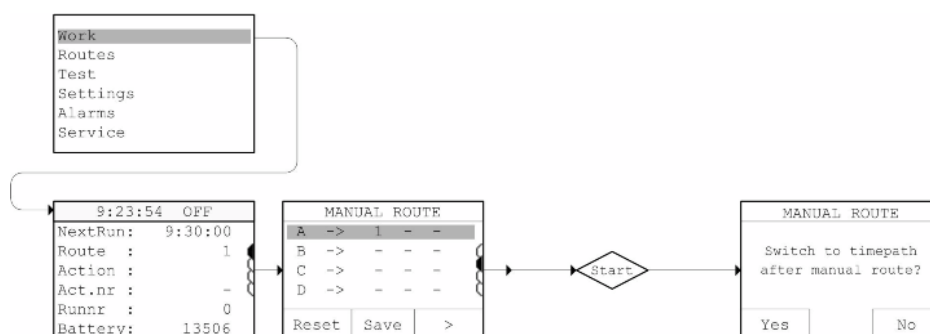 Work
Routes
Test
Settings
Alarms
Service
9:23:54 OFF
NextRun: 9:30:00
Route : 1
Action :
Act.nr : -
Runnr : 0
Battery: 13506
MANUAL ROUTE
A -> 1 - -
B -> - - -
C -> - - -
D -> - - -
Reset Save >
Start
MANUAL ROUTE
Switch to timepath
after manual route?
Yes No